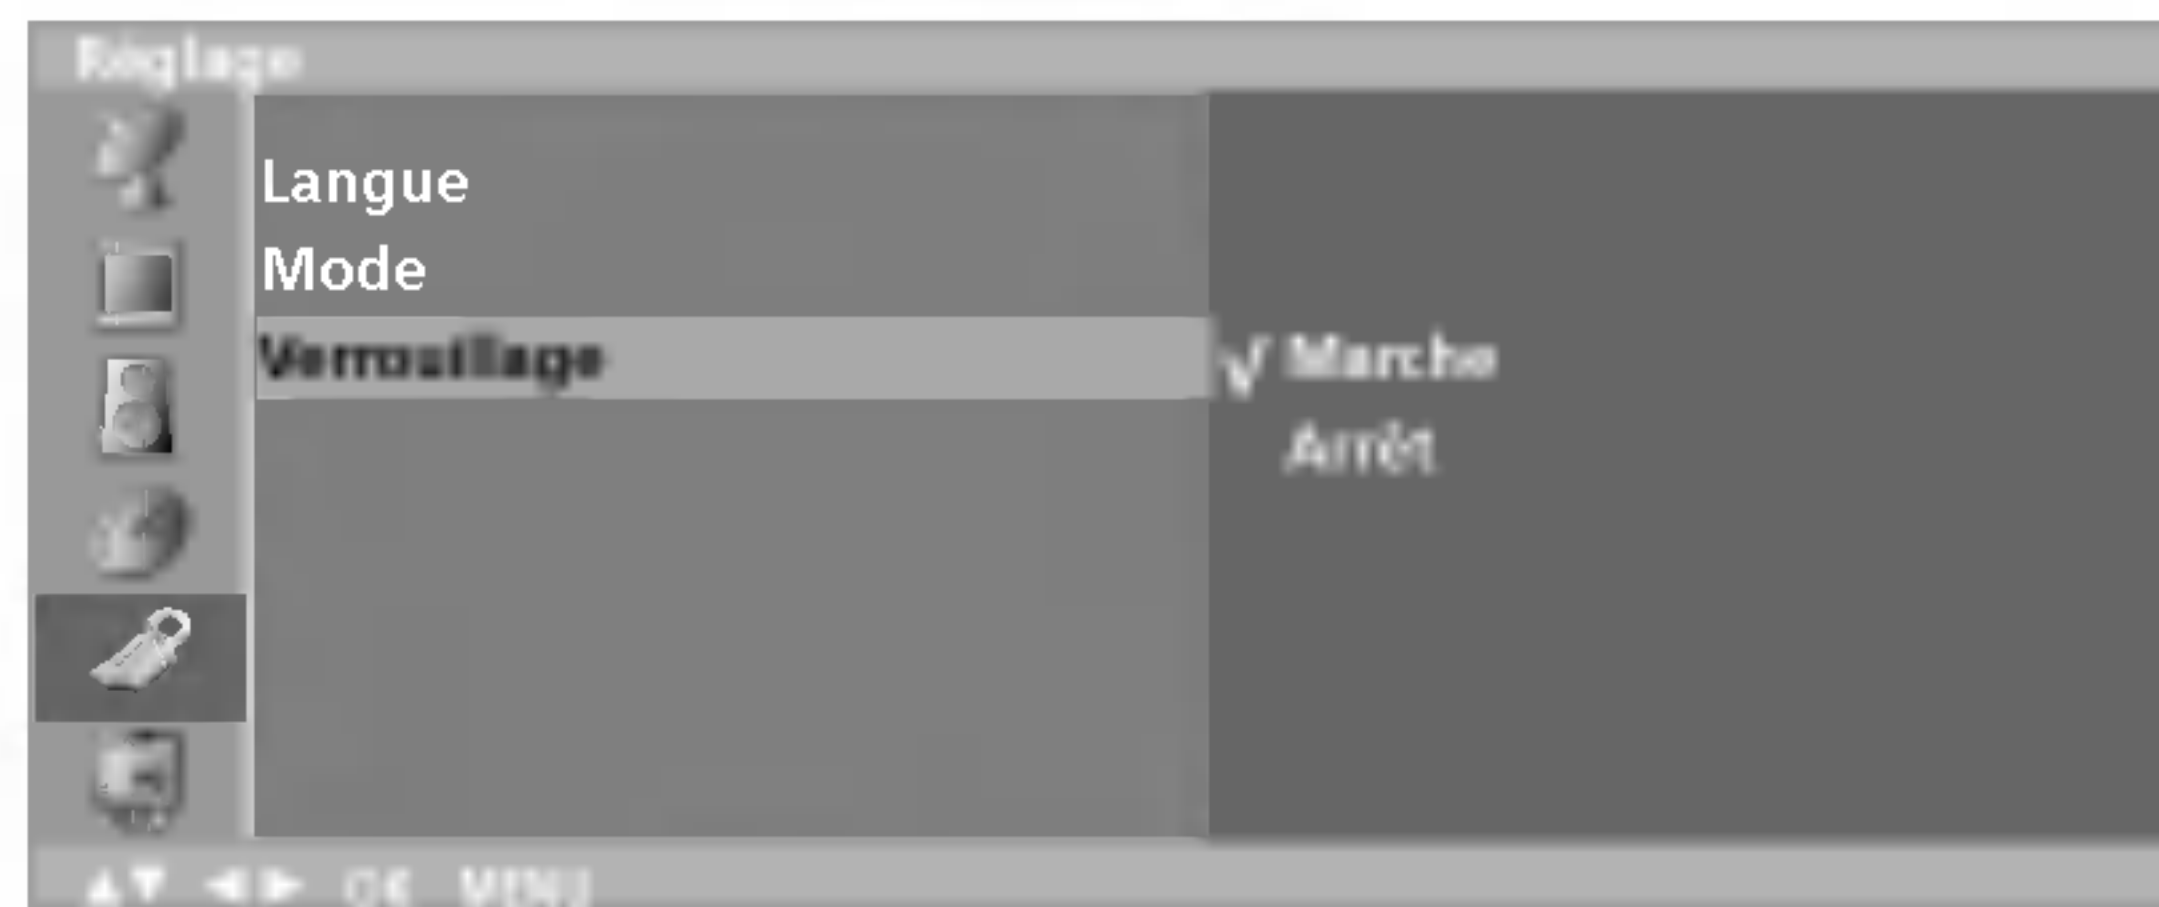 Réglage
Langue
Mode
Verrouillage √ Marche
Arrêt
▲▼ ◀▶ OK MENU